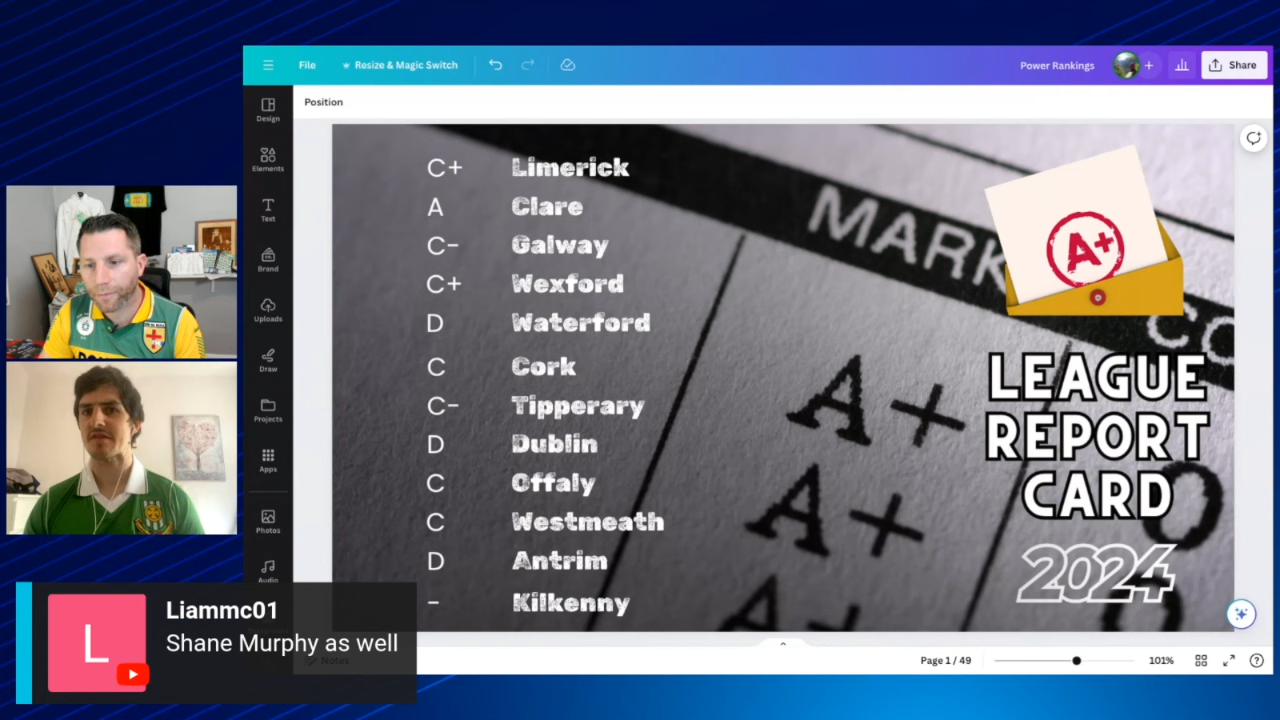 File
Resize & Magic Switch
Power Rankings
Share
Position
Design
Elements
Text
Brand
Uploads
Draw
Projects
Apps
Photos
Audio
C+ Limerick
A Clare
C- Galway
C+ Wexford
D Waterford
C Cork
C- Tipperary
D Dublin
C Offaly
C Westmeath
D Antrim
- Kilkenny
MARK
CO
A+
A+
A+
A+
LEAGUE
REPORT
CARD
2024
L
Liammc01
Shane Murphy as well
Notes
Page 1 / 49
101%